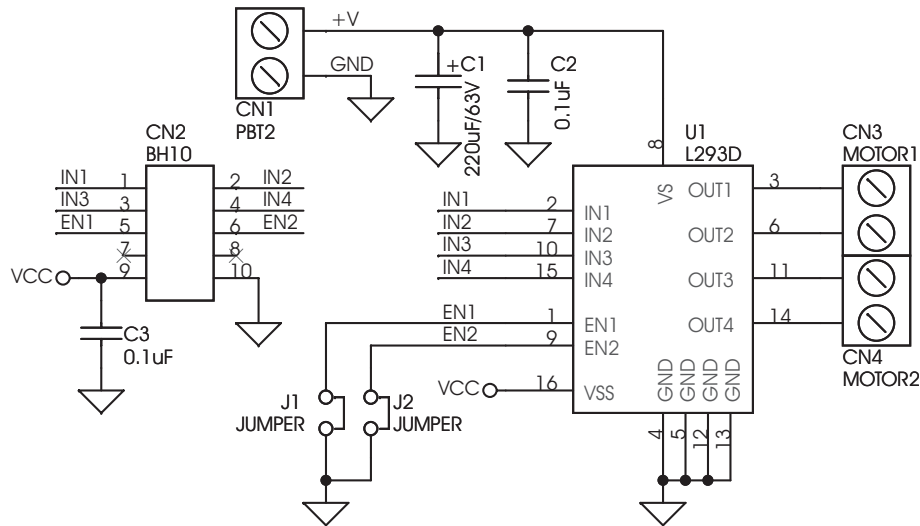 +V
GND
CN1
PBT2
+C1
220uF/63V
C2
0.1uF
CN2
BH10
IN1 1 2 IN2
IN3 3 4 IN4
EN1 5 6 EN2
7 8
VCC 9 10
C3
0.1uF
U1
L293D
8
VS
IN1 2 IN1
IN2 7 IN2
IN3 10 IN3
IN4 15 IN4
EN1 1 EN1
EN2 9 EN2
VCC 16 VSS
OUT1 3
OUT2 6
OUT3 11
OUT4 14
GND GND GND GND
4 5 12 13
CN3
MOTOR1
CN4
MOTOR2
J1
JUMPER
J2
JUMPER